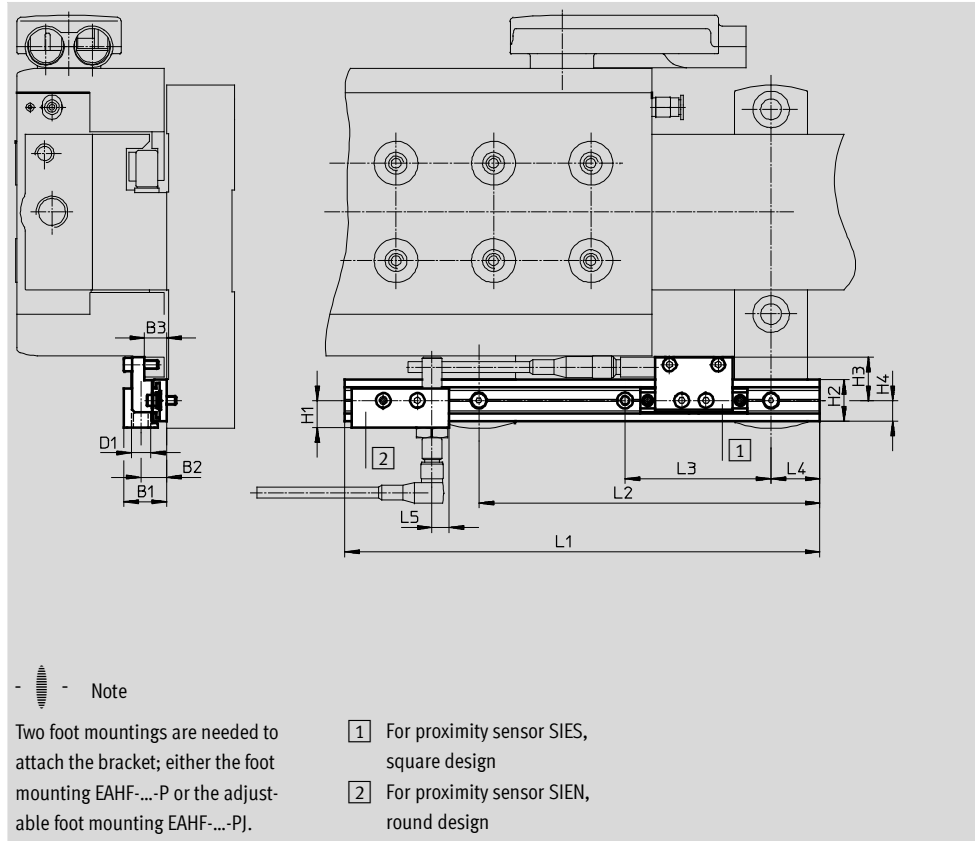 B3
D1
B2
B1
H1
2
L5
L3
L4
L2
L1
1
H2
H3
H4
Note
Two foot mountings are needed to
attach the bracket; either the foot
mounting EAHF-...-P or the adjust-
able foot mounting EAHF-...-PJ.
1 For proximity sensor SIES,
square design
2 For proximity sensor SIEN,
round design